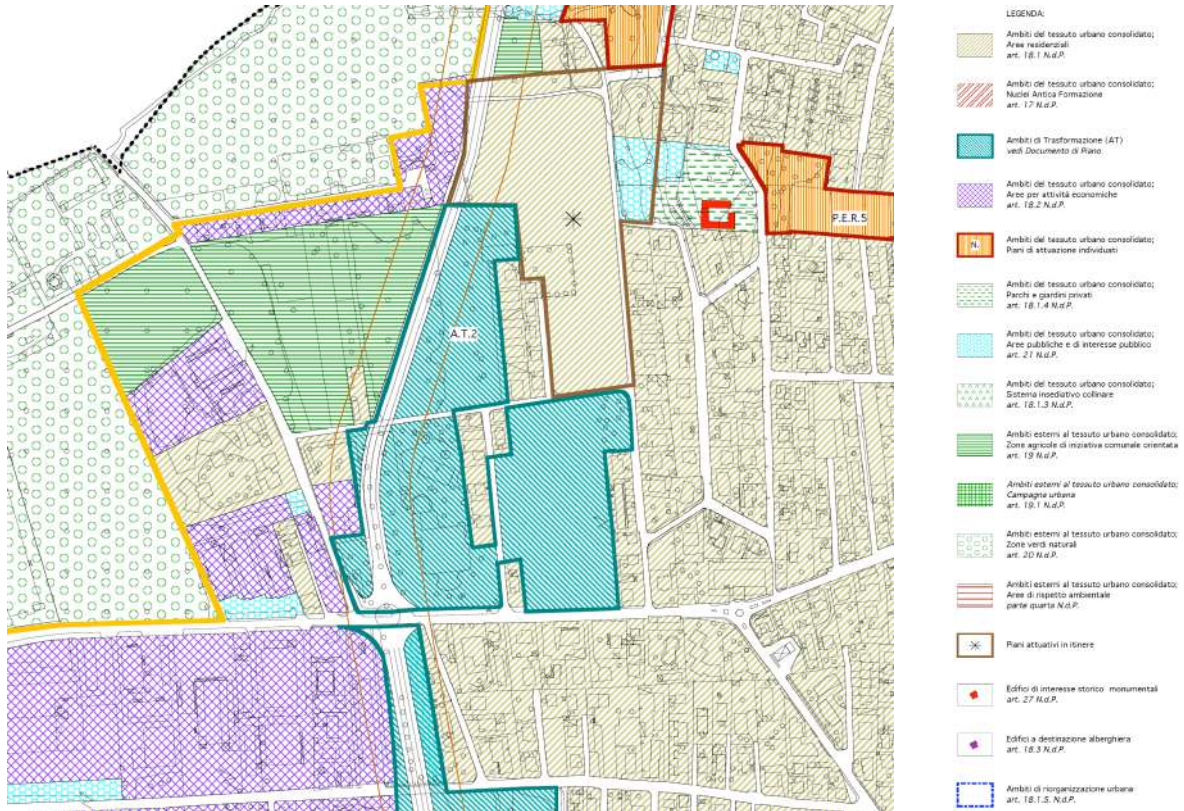 A.T.2
P.E.R.5
LEGENDA:
Ambiti del tessuto urbano consolidato;
Aree residenziali
art. 18.1 N.d.P.
Ambiti del tessuto urbano consolidato;
Nuclei Antica Formazione
art. 17 N.d.P.
Ambiti di Trasformazione (AT)
vedi Documento di Piano
Ambiti del tessuto urbano consolidato;
Aree per attività economiche
art. 18.2 N.d.P.
N.
Ambiti del tessuto urbano consolidato;
Piani di attuazione individuati
Ambiti del tessuto urbano consolidato;
Parchi e giardini privati
art. 18.1.4 N.d.P.
Ambiti del tessuto urbano consolidato;
Aree pubbliche e di interesse pubblico
art. 21 N.d.P.
Ambiti del tessuto urbano consolidato;
Sistema insediativo collinare
art. 18.1.3 N.d.P.
Ambiti esterni al tessuto urbano consolidato;
Zone agricole di iniziativa comunale orientata
art. 19 N.d.P.
Ambiti esterni al tessuto urbano consolidato;
Campagna urbana
art. 19.1 N.d.P.
Ambiti esterni al tessuto urbano consolidato;
Zone verdi naturali
art. 20 N.d.P.
Ambiti esterni al tessuto urbano consolidato;
Aree di rispetto ambientale
parte quarta N.d.P.
Piani attuativi in itinere
Edifici di interesse storico monumentali
art. 27 N.d.P.
Edifici a destinazione alberghiera
art. 18.3 N.d.P.
Ambiti di riorganizzazione urbana
art. 18.1.5. N.d.P.